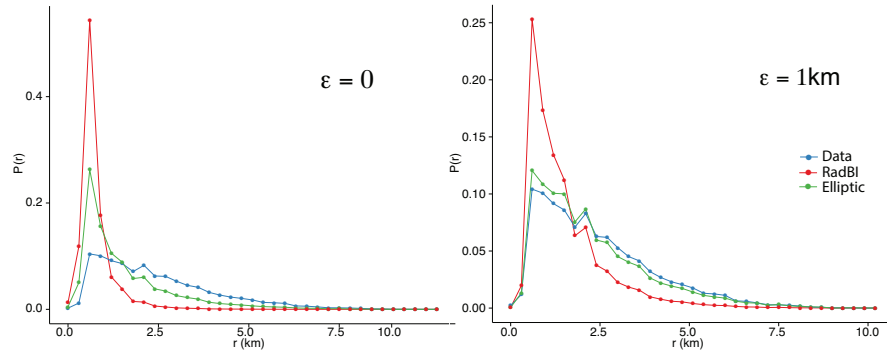 ε = 0
P(r)
0.4
0.2
0.0
0.0 2.5 5.0 7.5 10.0
r (km)
ε = 1km
P(r)
0.25
0.20
0.15
0.10
0.05
0.00
Data
RadBI
Elliptic
0.0 2.5 5.0 7.5 10.0
r (km)